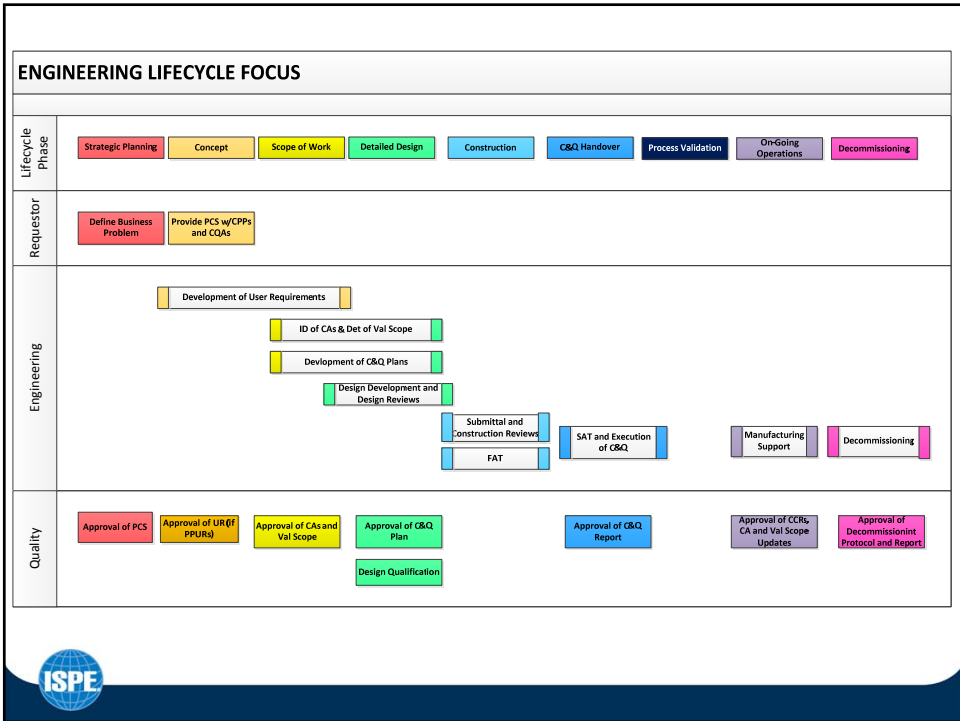 ENGINEERING LIFECYCLE FOCUS
Lifecycle
Phase
Strategic Planning
Concept
Scope of Work
Detailed Design
Construction
C&Q Handover
Process Validation
On-Going
Operations
Decommissioning
Requestor
Define Business
Problem
Provide PCS w/CPPs
and CQAs
Engineering
Development of User Requirements
ID of CAs & Det of Val Scope
Devlopment of C&Q Plans
Design Development and
Design Reviews
Submittal and
Construction Reviews
FAT
SAT and Execution
of C&Q
Manufacturing
Support
Decommissioning
Quality
Approval of PCS
Approval of UR (If
PPURs)
Approval of CAs and
Val Scope
Approval of C&Q
Plan
Design Qualification
Approval of C&Q
Report
Approval of CCRs,
CA and Val Scope
Updates
Approval of
Decommissionint
Protocol and Report
ISPE